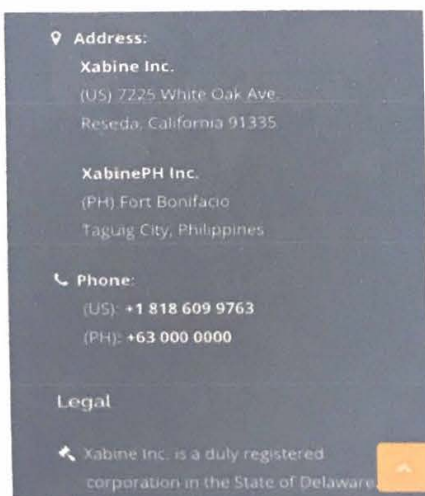 Address:
Xabine Inc.
(US) 7225 White Oak Ave.
Reseda, California 91335
XabinePH Inc.
(PH) Fort Bonifacio
Taguig City, Philippines
Phone:
(US): +1 818 609 9763
(PH): +63 000 0000
Legal
Xabine Inc. is a duly registered
corporation in the State of Delaware